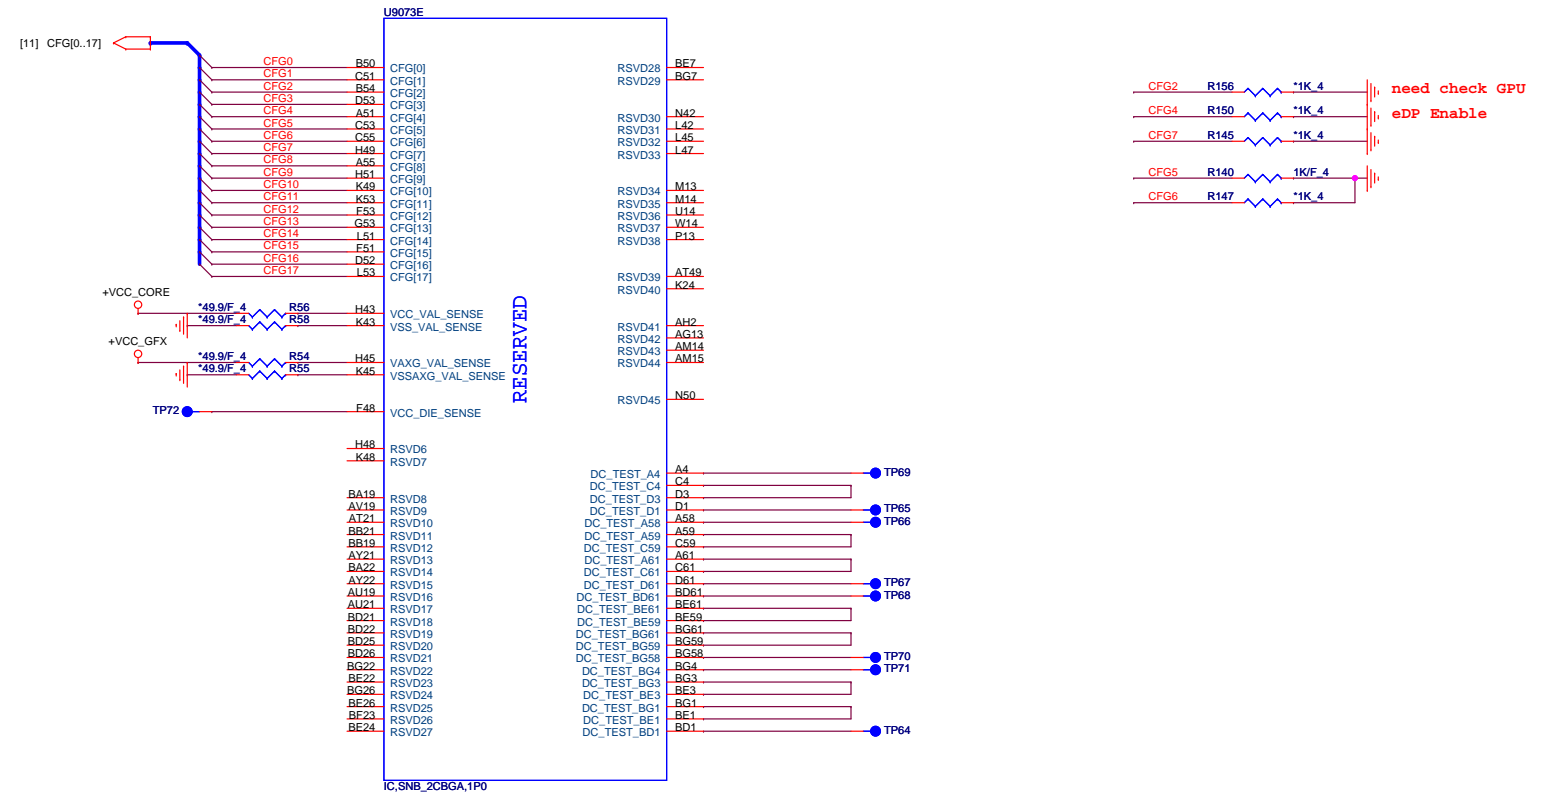 U9073E
[11] CFG[0..17]
CFG0 B50 CFG[0] RSVD28 BE7
CFG1 C51 CFG[1] RSVD29 BG7
CFG2 B54 CFG[2]
CFG3 D53 CFG[3]
CFG4 A51 CFG[4] RSVD30 N42
CFG5 C53 CFG[5] RSVD31 L42
CFG6 C55 CFG[6] RSVD32 L45
CFG7 H49 CFG[7] RSVD33 L47
CFG8 A55 CFG[8]
CFG9 H51 CFG[9]
CFG10 K49 CFG[10] RSVD34 M13
CFG11 K53 CFG[11] RSVD35 M14
CFG12 F53 CFG[12] RSVD36 U14
CFG13 G53 CFG[13] RSVD37 W14
CFG14 L51 CFG[14] RSVD38 P13
CFG15 F51 CFG[15]
CFG16 D52 CFG[16]
CFG17 L53 CFG[17] RSVD39 AT49
RSVD40 K24
+VCC_CORE
*49.9/F_4 R56 H43 VCC_VAL_SENSE
*49.9/F_4 R58 K43 VSS_VAL_SENSE
RSVD41 AH2
RSVD42 AG13
+VCC_GFX
RSVD43 AM14
*49.9/F_4 R54 H45 VAXG_VAL_SENSE RSVD44 AM15
*49.9/F_4 R55 K45 VSSAXG_VAL_SENSE
RESERVED
RSVD45 N50
TP72 F48 VCC_DIE_SENSE
H48 RSVD6
K48 RSVD7
DC_TEST_A4 A4 TP69
DC_TEST_C4 C4
BA19 RSVD8 DC_TEST_D3 D3
AV19 RSVD9 DC_TEST_D1 D1 TP65
AT21 RSVD10 DC_TEST_A58 A58 TP66
BB21 RSVD11 DC_TEST_A59 A59
BB19 RSVD12 DC_TEST_C59 C59
AY21 RSVD13 DC_TEST_A61 A61
BA22 RSVD14 DC_TEST_C61 C61
AY22 RSVD15 DC_TEST_D61 D61 TP67
AU19 RSVD16 DC_TEST_BD61 BD61 TP68
AU21 RSVD17 DC_TEST_BE61 BE61
BD21 RSVD18 DC_TEST_BE59 BE59
BD22 RSVD19 DC_TEST_BG61 BG61
BD25 RSVD20 DC_TEST_BG59 BG59
BD26 RSVD21 DC_TEST_BG58 BG58 TP70
BG22 RSVD22 DC_TEST_BG4 BG4 TP71
BE22 RSVD23 DC_TEST_BG3 BG3
BG26 RSVD24 DC_TEST_BE3 BE3
BE26 RSVD25 DC_TEST_BG1 BG1
BF23 RSVD26 DC_TEST_BE1 BE1
BE24 RSVD27 DC_TEST_BD1 BD1 TP64
IC,SNB_2CBGA,1P0
CFG2 R156 *1K_4 need check GPU
CFG4 R150 *1K_4 eDP Enable
CFG7 R145 *1K_4
CFG5 R140 1K/F_4
CFG6 R147 *1K_4